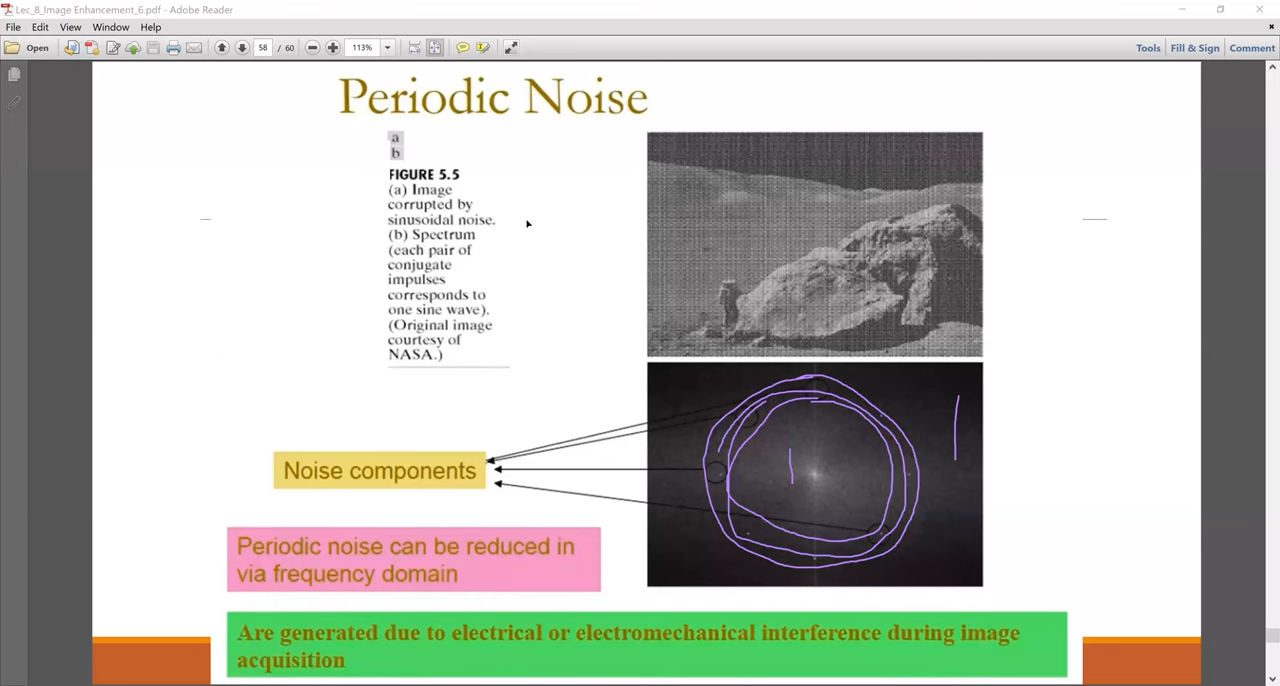 Lec_8_Image Enhancement_6.pdf - Adobe Reader
File Edit View Window Help
Open 58 / 60 113% Tools Fill & Sign Comment
Periodic Noise
a
b
FIGURE 5.5
(a) Image
corrupted by
sinusoidal noise.
(b) Spectrum
(each pair of
conjugate
impulses
corresponds to
one sine wave).
(Original image
courtesy of
NASA.)
Noise components
Periodic noise can be reduced in
via frequency domain
Are generated due to electrical or electromechanical interference during image
acquisition